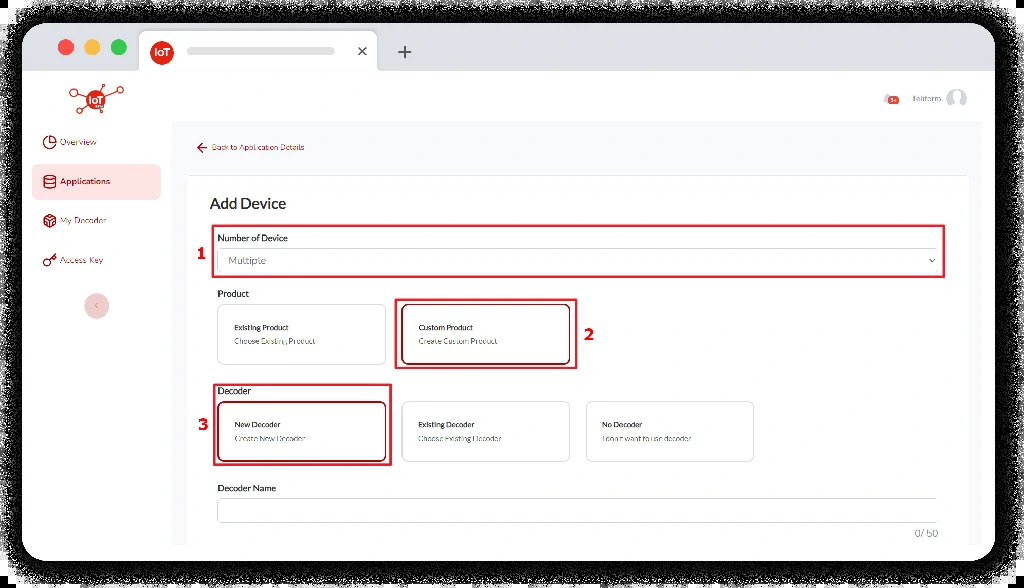 IoT
IoT
5+
Teliform
Overview
Applications
My Decoder
Access Key
Back to Application Details
Add Device
1
Number of Device
Multiple
Product
Existing Product
Choose Existing Product
Custom Product
Create Custom Product
2
Decoder
3
New Decoder
Create New Decoder
Existing Decoder
Choose Existing Decoder
No Decoder
I don't want to use decoder
Decoder Name
0/ 50